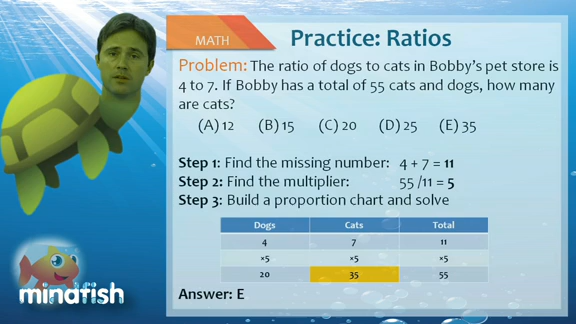 MATH
Practice: Ratios
Problem: The ratio of dogs to cats in Bobby's pet store is
4 to 7. If Bobby has a total of 55 cats and dogs, how many
are cats?
(A) 12 (B) 15 (C) 20 (D) 25 (E) 35
Step 1: Find the missing number: 4 + 7 = 11
Step 2: Find the multiplier: 55 /11 = 5
Step 3: Build a proportion chart and solve
Dogs Cats Total
4 7 11
×5 ×5 ×5
20 35 55
Answer: E
mindfish